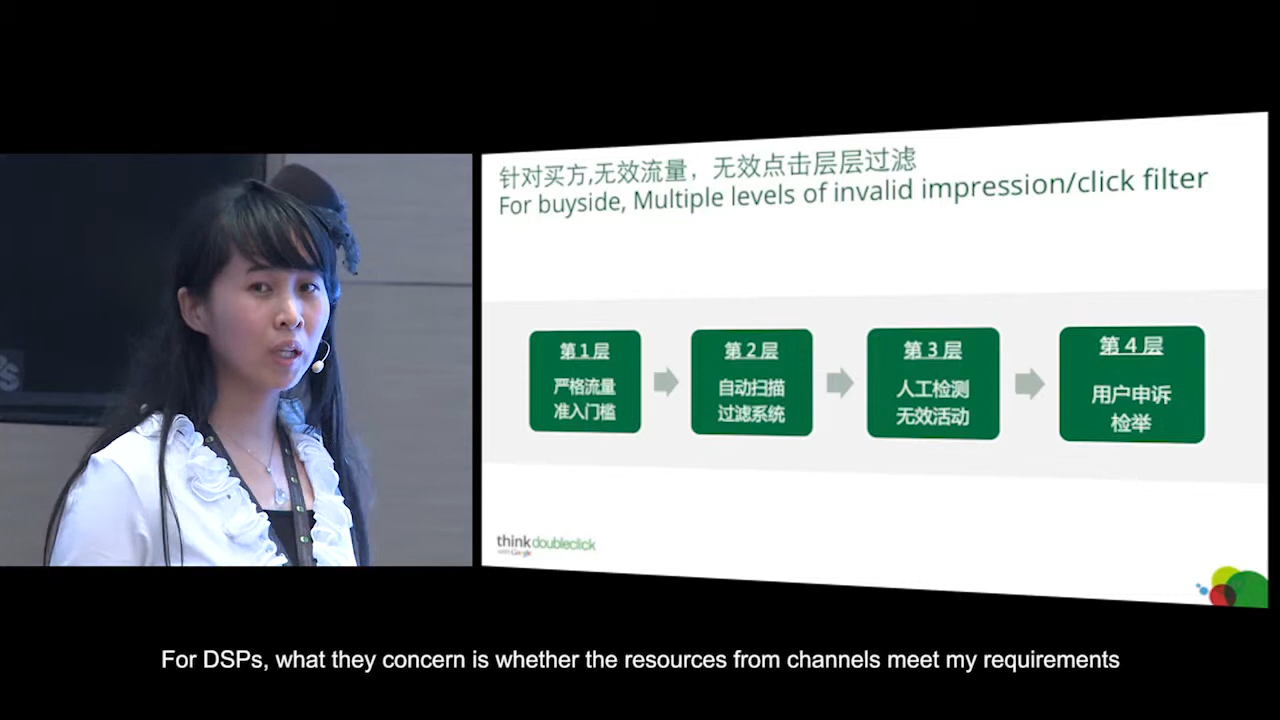 针对买方,无效流量，无效点击层层过滤
For buyside, Multiple levels of invalid impression/click filter
第1层
严格流量
准入门槛
第2层
自动扫描
过滤系统
第3层
人工检测
无效活动
第4层
用户申诉
检举
think doubleclick
with Google
For DSPs, what they concern is whether the resources from channels meet my requirements